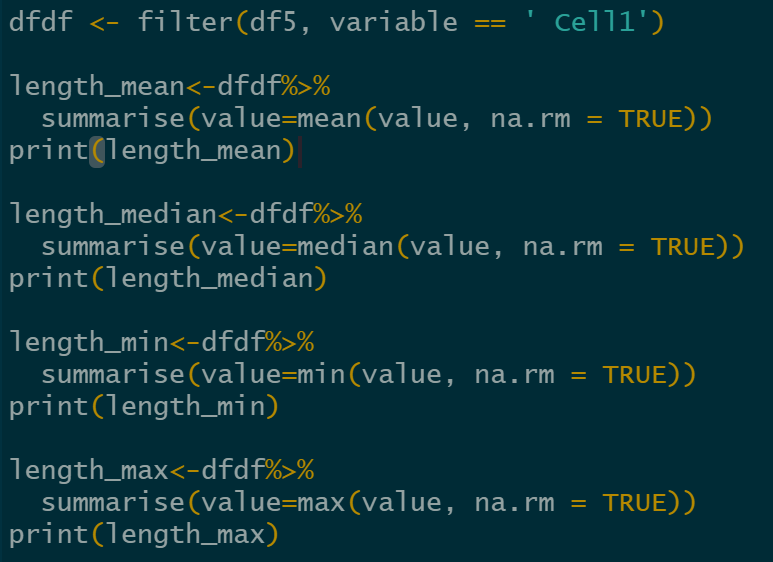 dfdf <- filter(df5, variable == ' Cell1')
length_mean<-dfdf%>%
summarise(value=mean(value, na.rm = TRUE))
print(length_mean)
length_median<-dfdf%>%
summarise(value=median(value, na.rm = TRUE))
print(length_median)
length_min<-dfdf%>%
summarise(value=min(value, na.rm = TRUE))
print(length_min)
length_max<-dfdf%>%
summarise(value=max(value, na.rm = TRUE))
print(length_max)